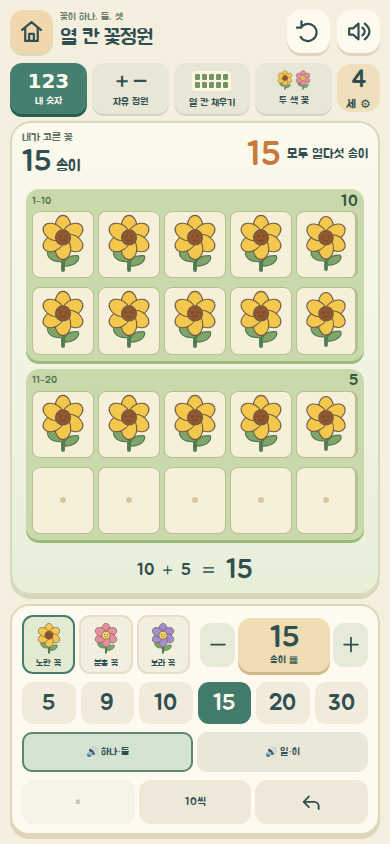 꽃이 하나, 둘, 셋
열 칸 꽃정원
123
내 숫자
+−
자유 정원
열 칸 채우기
두 색 꽃
4
세 ⚙
내가 고른 꽃
15 송이
15 모두 열다섯 송이
1–10 10
11–20 5
10 + 5 = 15
노란 꽃
분홍 꽃
보라 꽃
−
15
송이 ▦
+
5 9 10 15 20 30
🔊 하나·둘
🔊 일·이
10씩